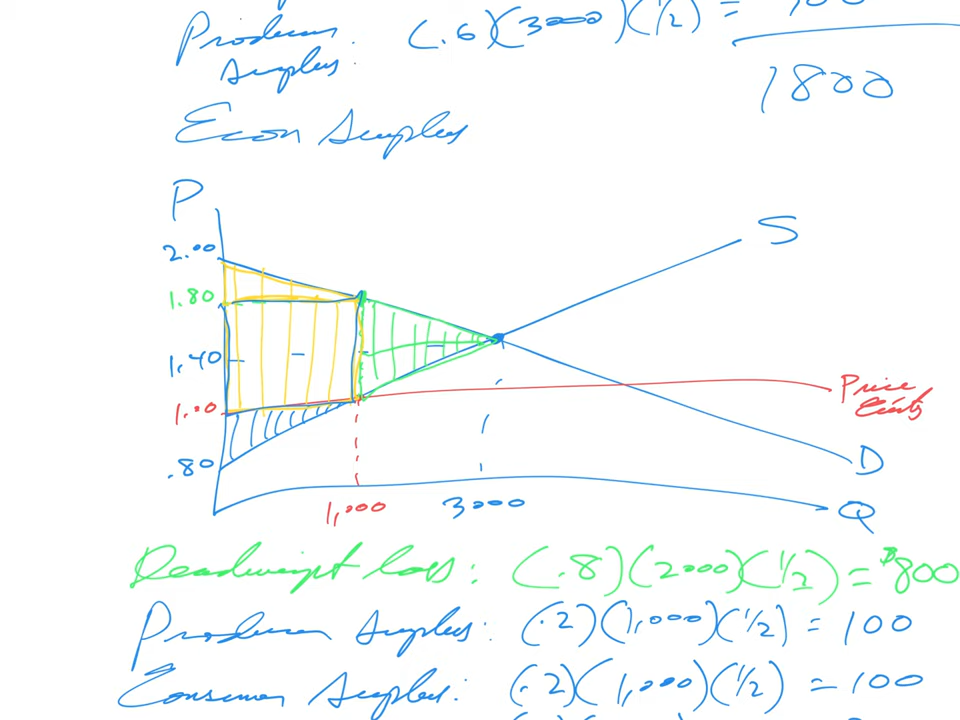 Producer (.6)(3000)(1/2) =
Surplus: 1800
Econ Surplus
P
2.00
S
1.80
1.40
1.00
Price
.80
D
1,000 3000 Q
Deadweight loss: (.8)(2000)(1/2) = $800
Producer Surplus: (.2)(1,000)(1/2) = 100
Consumer Surplus: (.2)(1,000)(1/2) = 100